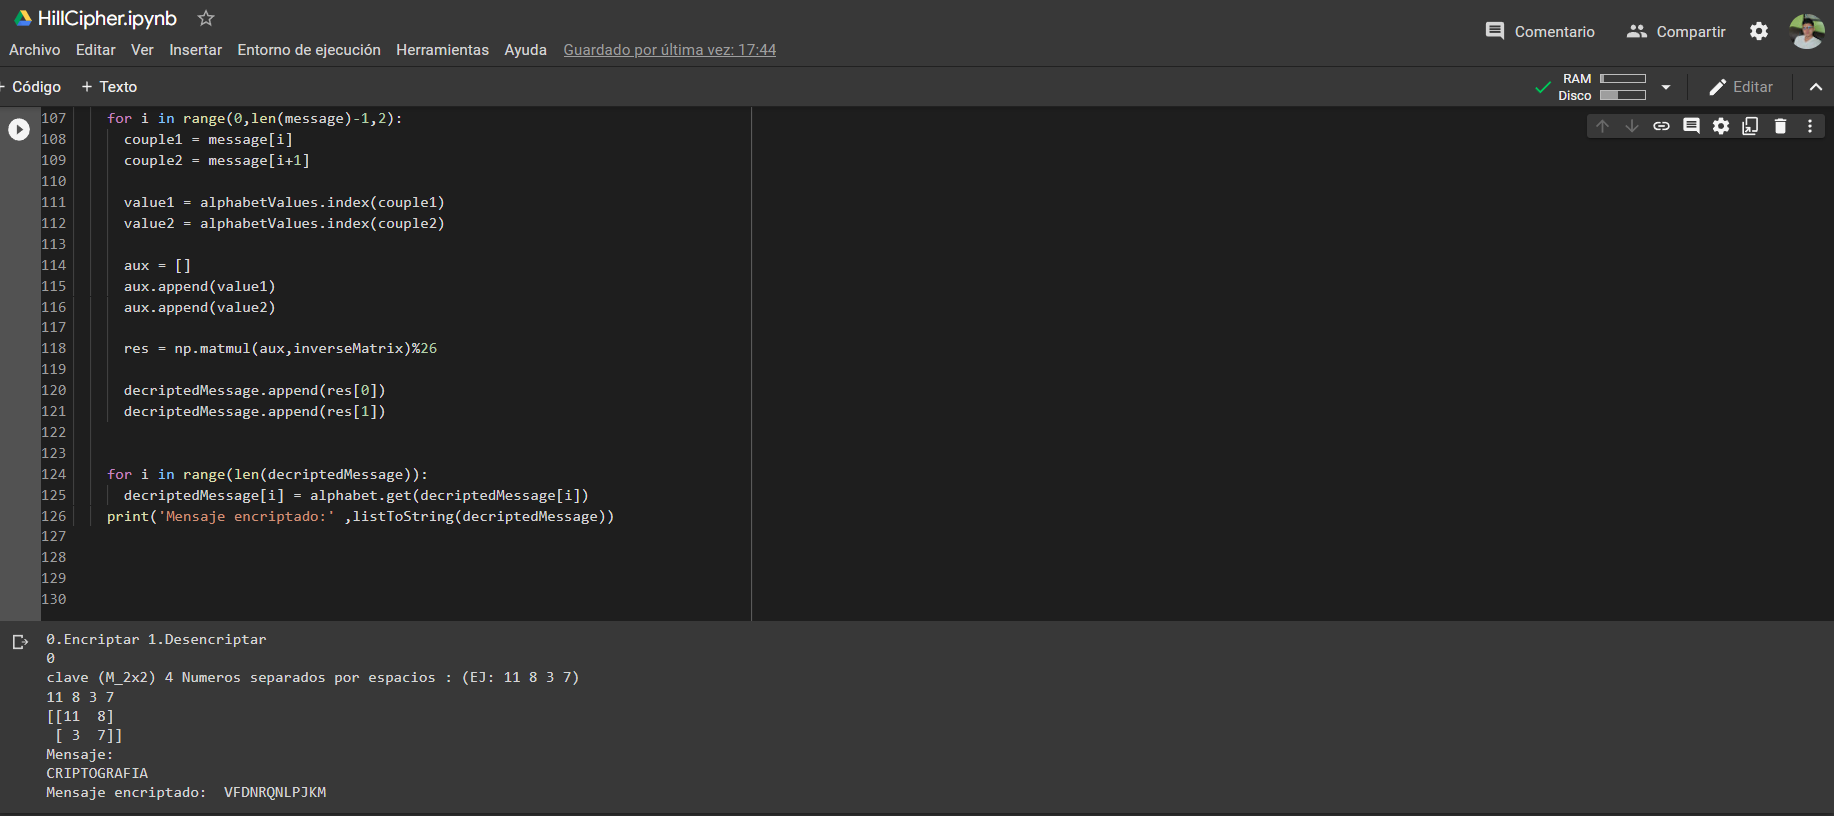 HillCipher.ipynb
Archivo Editar Ver Insertar Entorno de ejecución Herramientas Ayuda Guardado por última vez: 17:44
Comentario Compartir
+ Código + Texto
RAM
Disco
Editar
107 for i in range(0,len(message)-1,2):
108 couple1 = message[i]
109 couple2 = message[i+1]
110
111 value1 = alphabetValues.index(couple1)
112 value2 = alphabetValues.index(couple2)
113
114 aux = []
115 aux.append(value1)
116 aux.append(value2)
117
118 res = np.matmul(aux,inverseMatrix)%26
119
120 decriptedMessage.append(res[0])
121 decriptedMessage.append(res[1])
122
123
124 for i in range(len(decriptedMessage)):
125 decriptedMessage[i] = alphabet.get(decriptedMessage[i])
126 print('Mensaje encriptado:' ,listToString(decriptedMessage))
127
128
129
130
0.Encriptar 1.Desencriptar
0
clave (M_2x2) 4 Numeros separados por espacios : (EJ: 11 8 3 7)
11 8 3 7
[[11  8]
 [ 3  7]]
Mensaje:
CRIPTOGRAFIA
Mensaje encriptado:  VFDNRQNLPJKM